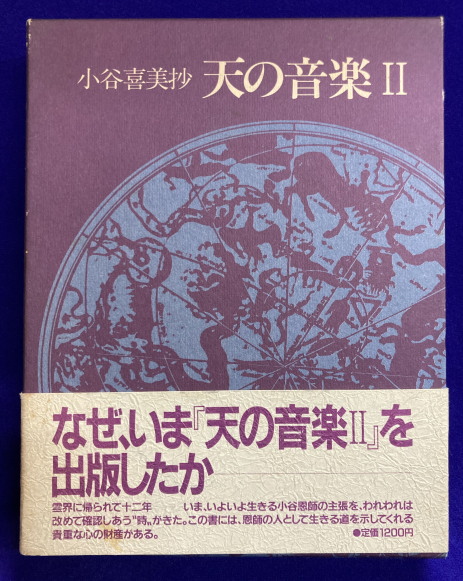 小谷喜美抄 天の音楽 II
なぜ、いま『天の音楽II』を
出版したか
霊界に帰られて十二年　　いま、いよいよ生きる小谷恩師の主張を、われわれは
改めて確認しあう“時〟がきた。この書には、恩師の人として生きる道を示してくれる
貴重な心の財産がある。　　●定価1200円